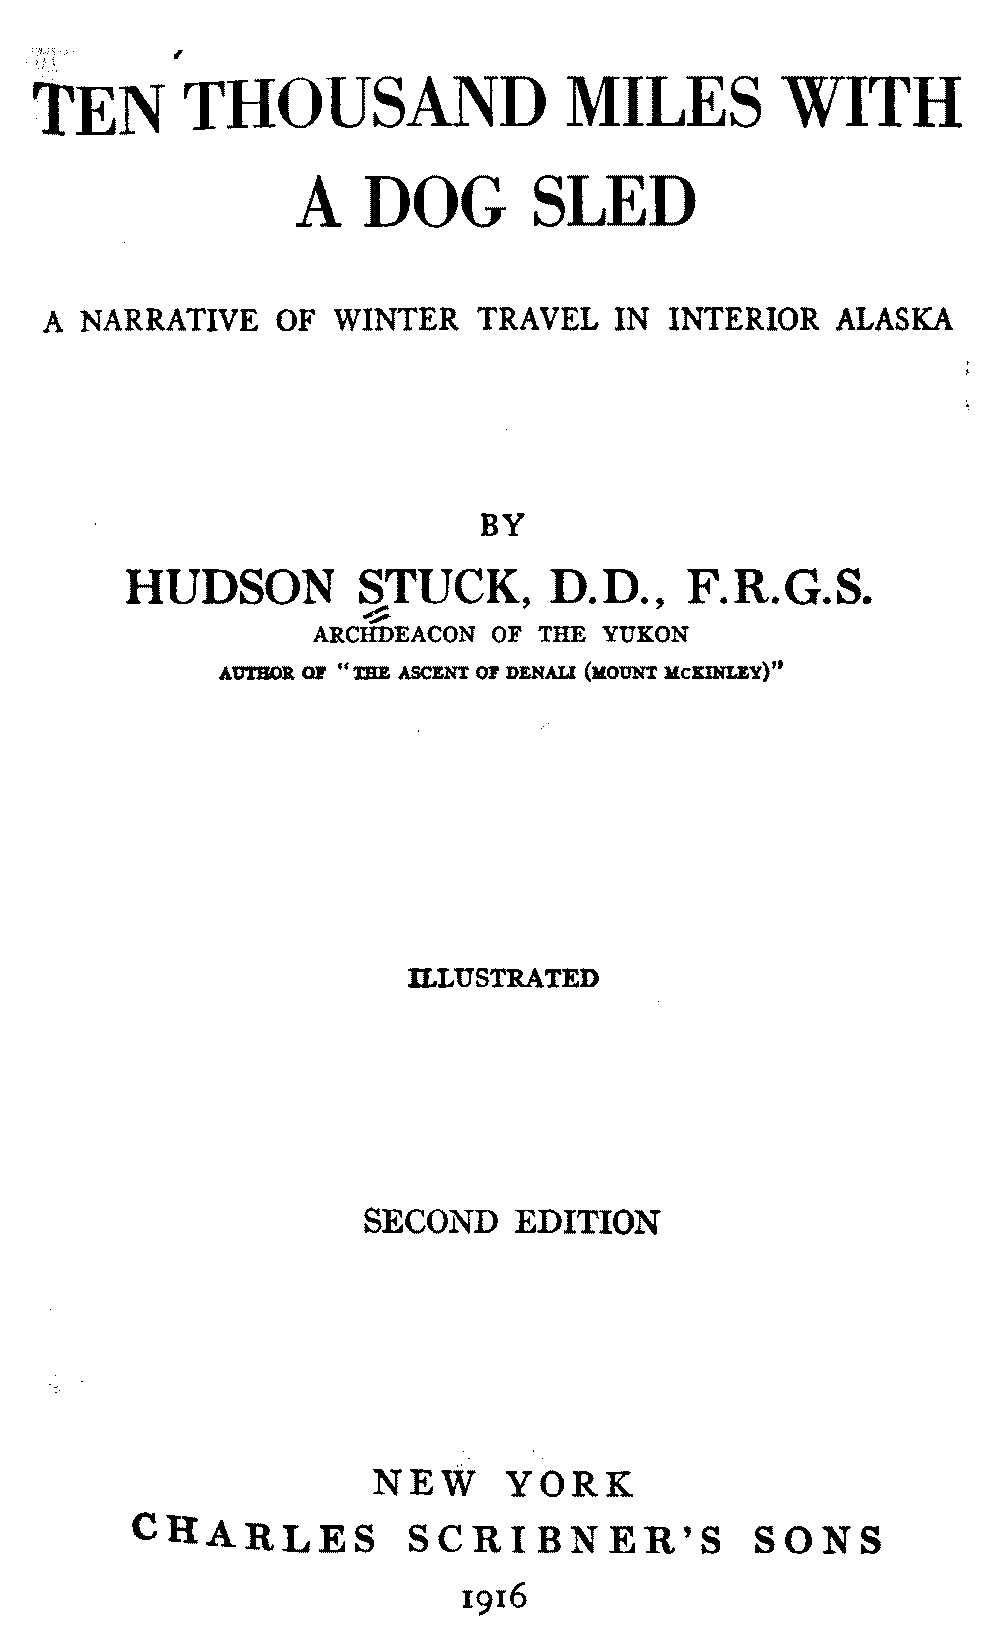 TEN THOUSAND MILES WITH
A DOG SLED
A NARRATIVE OF WINTER TRAVEL IN INTERIOR ALASKA
BY
HUDSON STUCK, D.D., F.R.G.S.
ARCHDEACON OF THE YUKON
AUTHOR OF "THE ASCENT OF DENALI (MOUNT McKINLEY)"
ILLUSTRATED
SECOND EDITION
NEW YORK
CHARLES SCRIBNER'S SONS
1916